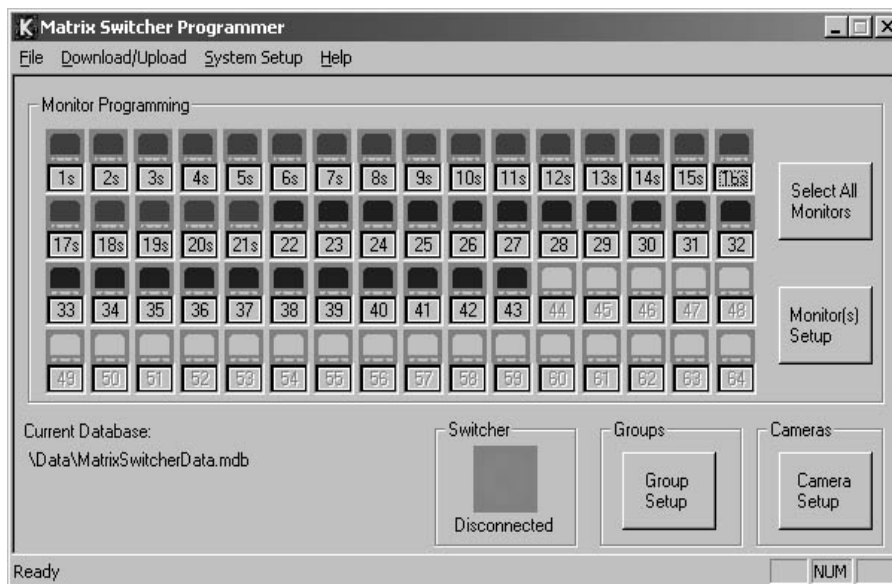 K Matrix Switcher Programmer
File Download/Upload System Setup Help
Monitor Programming
1s 2s 3s 4s 5s 6s 7s 8s 9s 10s 11s 12s 13s 14s 15s 16s
Select All
Monitors
17s 18s 19s 20s 21s 22 23 24 25 26 27 28 29 30 31 32
33 34 35 36 37 38 39 40 41 42 43 44 45 46 47 48
Monitor(s)
Setup
49 50 51 52 53 54 55 56 57 58 59 60 61 62 63 64
Current Database:
\Data\MatrixSwitcherData.mdb
Switcher
Disconnected
Groups
Group
Setup
Cameras
Camera
Setup
Ready
NUM